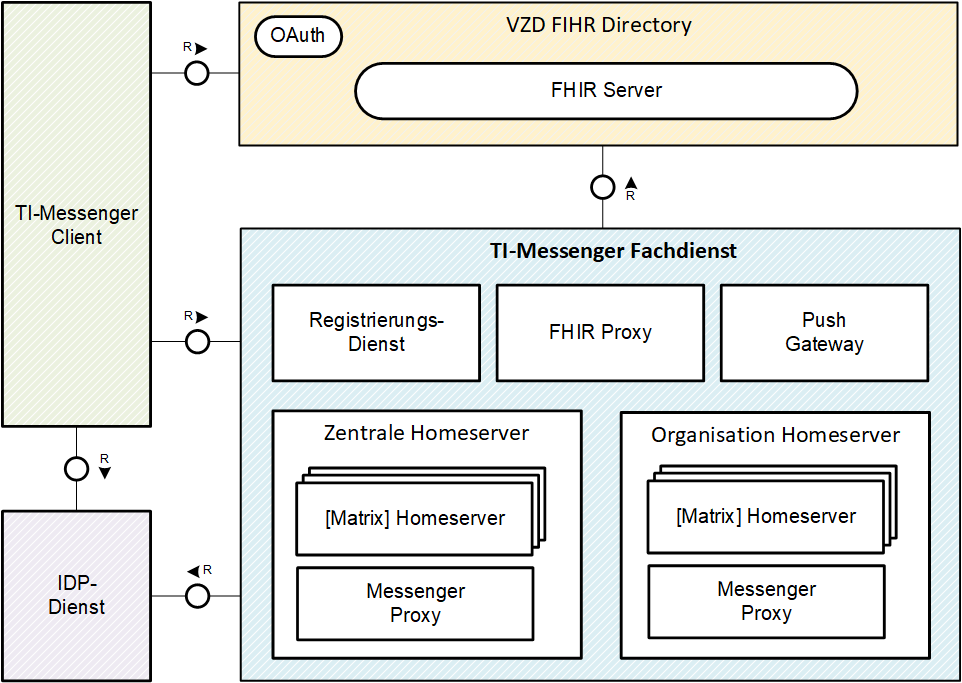 OAuth
VZD FIHR Directory
FHIR Server
R
R
TI-Messenger
Client
TI-Messenger Fachdienst
R
Registrierungs-
Dienst
FHIR Proxy
Push
Gateway
Zentrale Homeserver
[Matrix] Homeserver
Messenger
Proxy
Organisation Homeserver
[Matrix] Homeserver
Messenger
Proxy
R
IDP-
Dienst
R